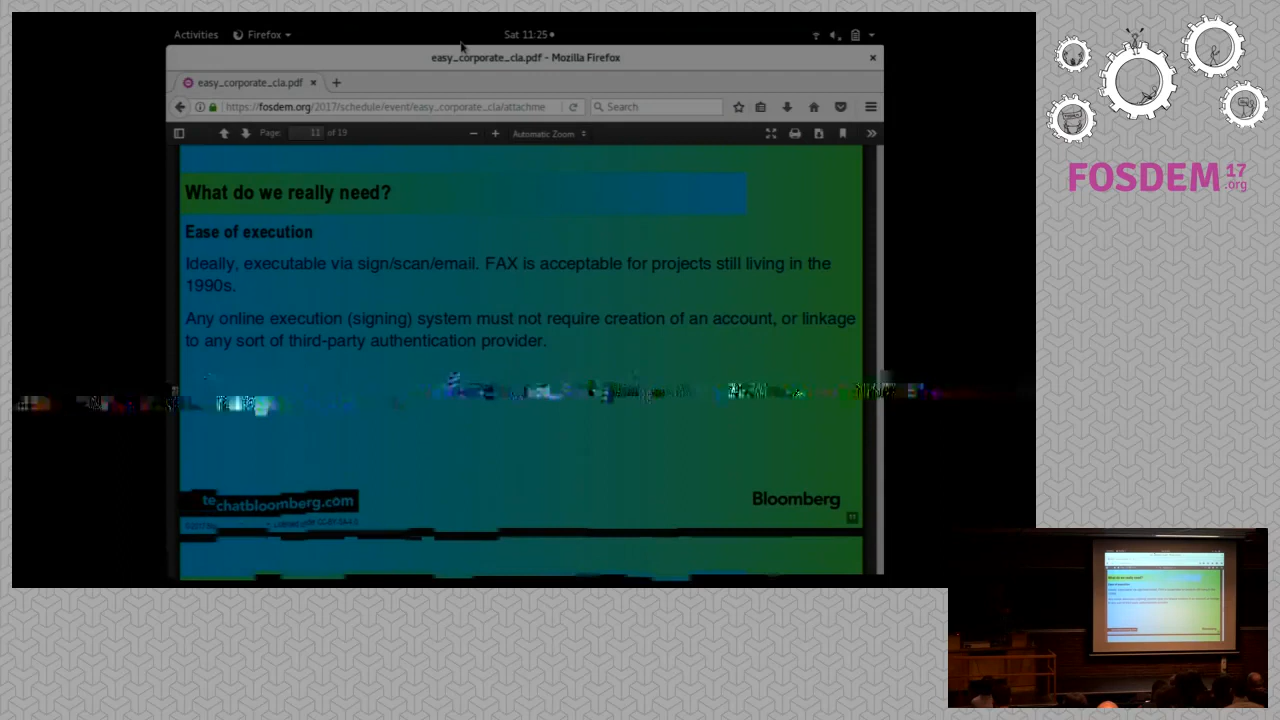 Activities Firefox Sat 11:25
easy_corporate_cla.pdf - Mozilla Firefox
easy_corporate_cla.pdf
https://fosdem.org/2017/schedule/event/easy_corporate_cla/attachme Search
Page: 11 of 19 Automatic Zoom
What do we really need?
Ease of execution
Ideally, executable via sign/scan/email. FAX is acceptable for projects still living in the
1990s.
Any online execution (signing) system must not require creation of an account, or linkage
to any sort of third-party authentication provider.
techatbloomberg.com
Bloomberg
FOSDEM 17
.org